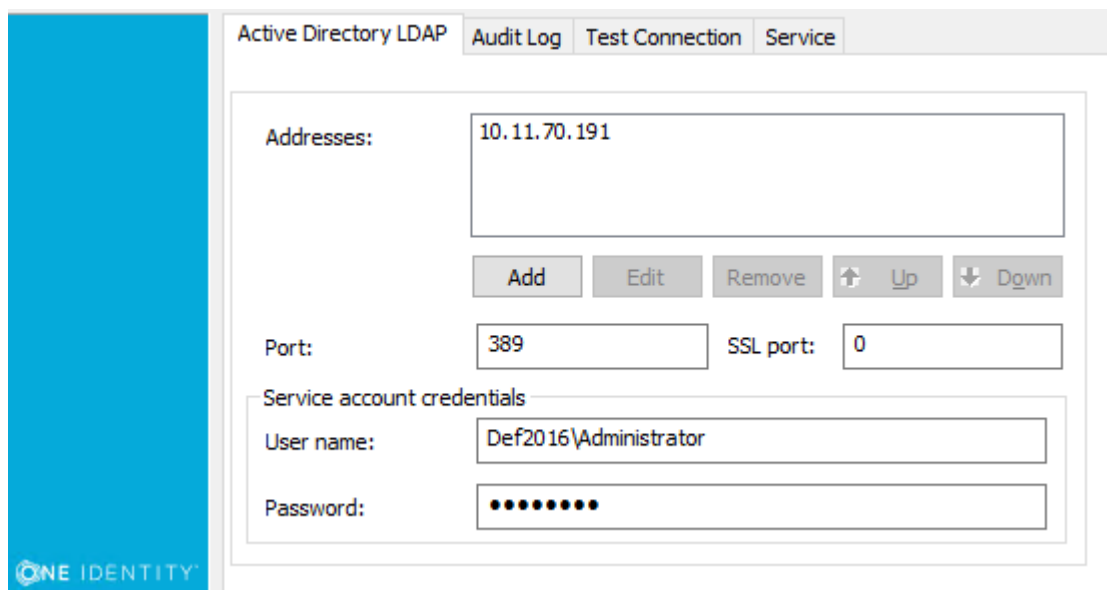 Active Directory LDAP Audit Log Test Connection Service
Addresses: 10.11.70.191
Add Edit Remove Up Down
Port: 389 SSL port: 0
Service account credentials
User name: Def2016\Administrator
Password: ●●●●●●●●
ONE IDENTITY